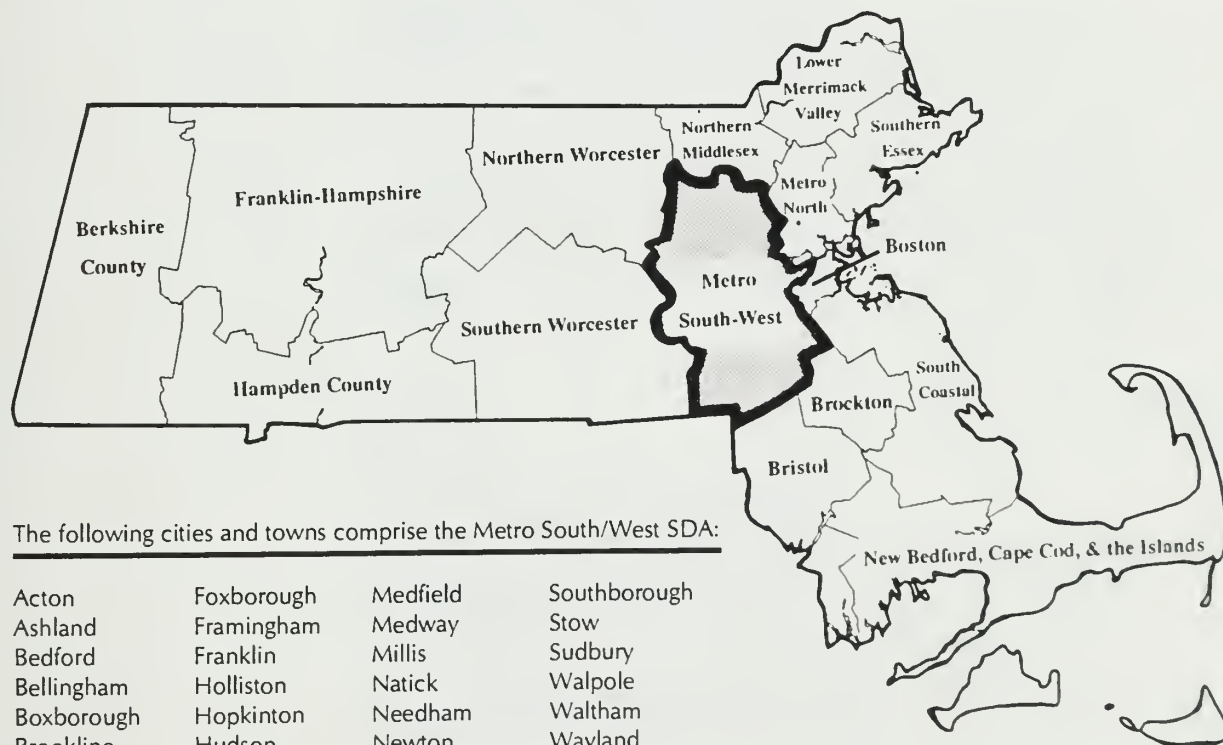 Lower
Merrimack
Valley
Northern
Middlesex
Southern
Essex
Northern Worcester
Metro
North
Franklin-Hampshire
Berkshire
County
Boston
Metro
South-West
Southern Worcester
Hampden County
South
Coastal
Brockton
Bristol
New Bedford, Cape Cod, & the Islands
The following cities and towns comprise the Metro South/West SDA:
Acton Foxborough Medfield Southborough
Ashland Framingham Medway Stow
Bedford Franklin Millis Sudbury
Bellingham Holliston Natick Walpole
Boxborough Hopkinton Needham Waltham
Brookline Hudson Newton Wayland